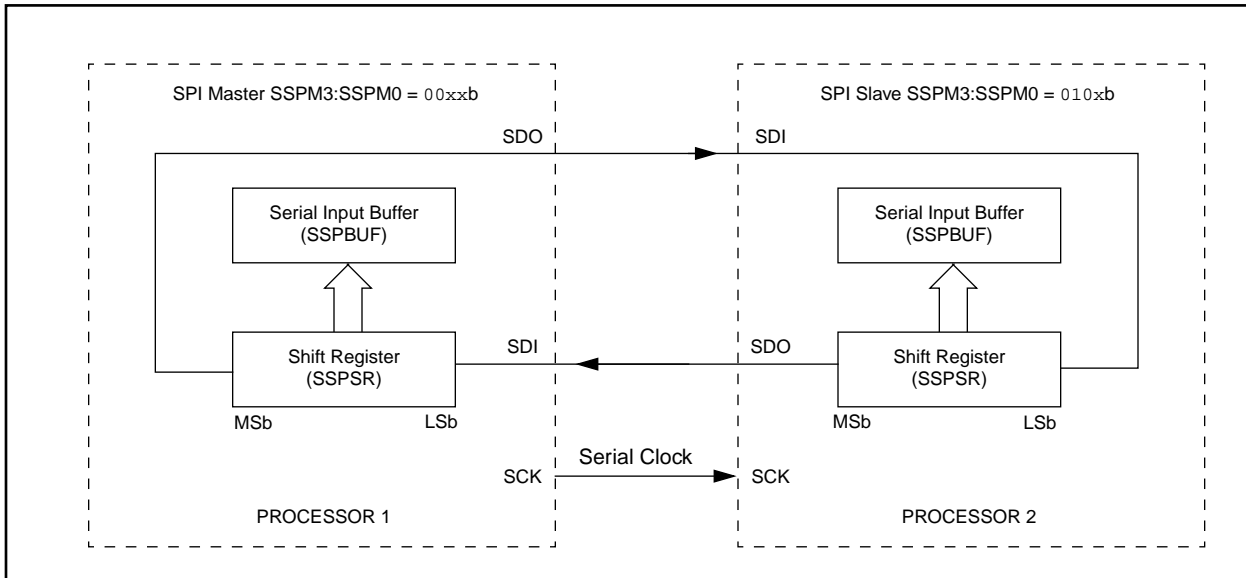 SPI Master SSPM3:SSPM0 = 00xxb
SPI Slave SSPM3:SSPM0 = 010xb
SDO
SDI
Serial Input Buffer
(SSPBUF)
Serial Input Buffer
(SSPBUF)
Shift Register
(SSPSR)
SDI
SDO
Shift Register
(SSPSR)
MSb
LSb
MSb
LSb
Serial Clock
SCK
SCK
PROCESSOR 1
PROCESSOR 2